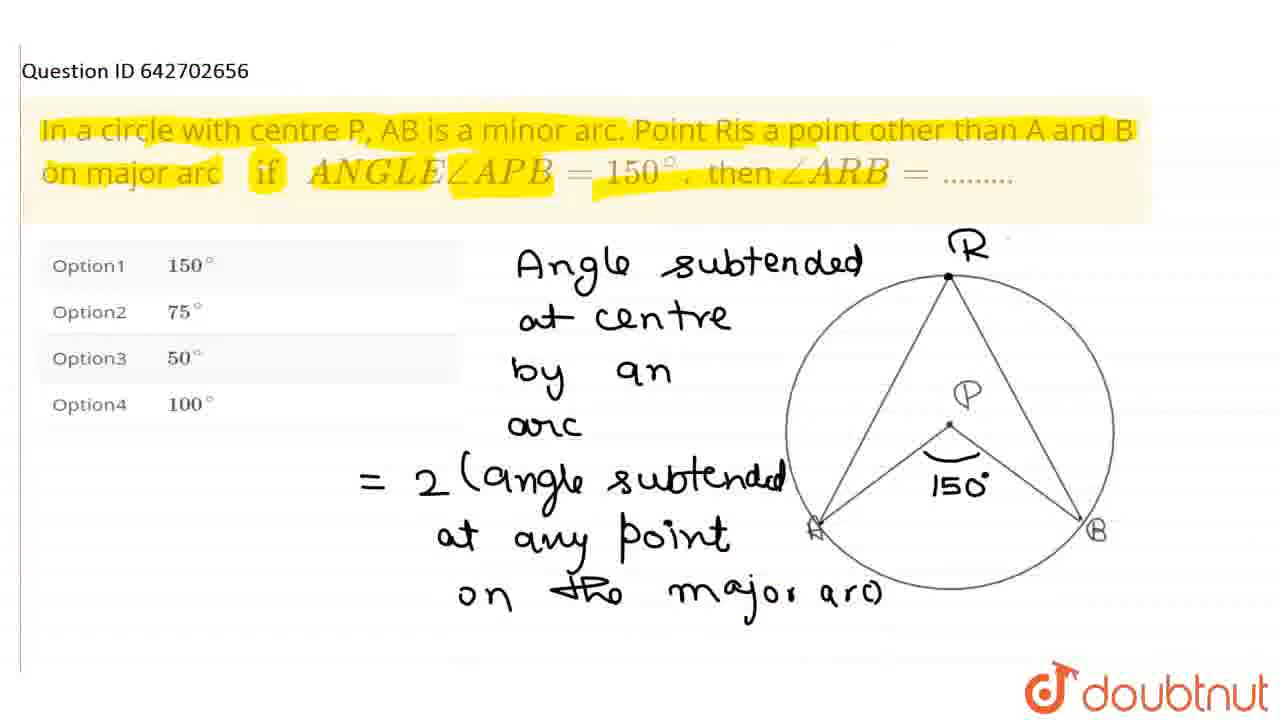 Question ID 642702656
In a circle with centre P, AB is a minor arc. Point Ris a point other than A and B
on major arc if ANGLE∠APB = 150°. then ∠ARB = .........
Option1 150°
Option2 75°
Option3 50°
Option4 100°
Angle subtended
at centre
by an
arc
= 2 (angle subtended
at any point
on the major arc)
R
P
150°
A
B
doubtnut